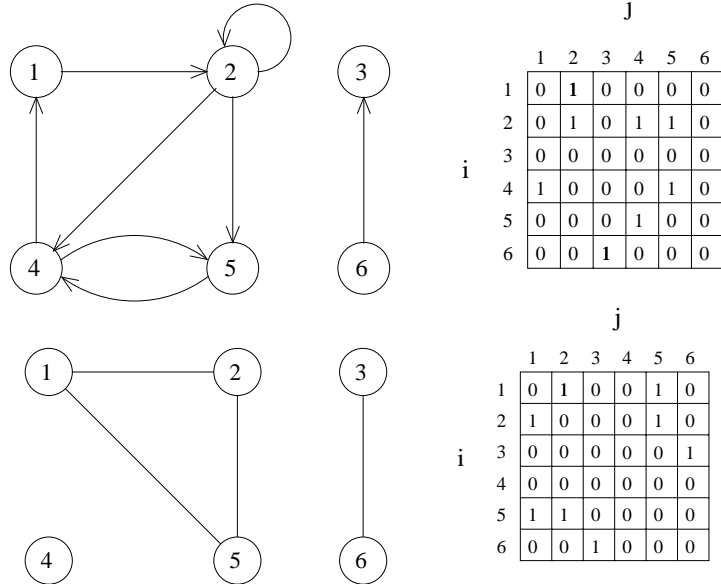 j
1 2 3 4 5 6
1 2 3
1 0 1 0 0 0 0
2 0 1 0 1 1 0
3 0 0 0 0 0 0
i
4 1 0 0 0 1 0
5 0 0 0 1 0 0
6 0 0 1 0 0 0
4 5 6
j
1 2 3 4 5 6
1 2 3
1 0 1 0 0 1 0
2 1 0 0 0 1 0
3 0 0 0 0 0 1
i
4 0 0 0 0 0 0
5 1 1 0 0 0 0
6 0 0 1 0 0 0
4 5 6